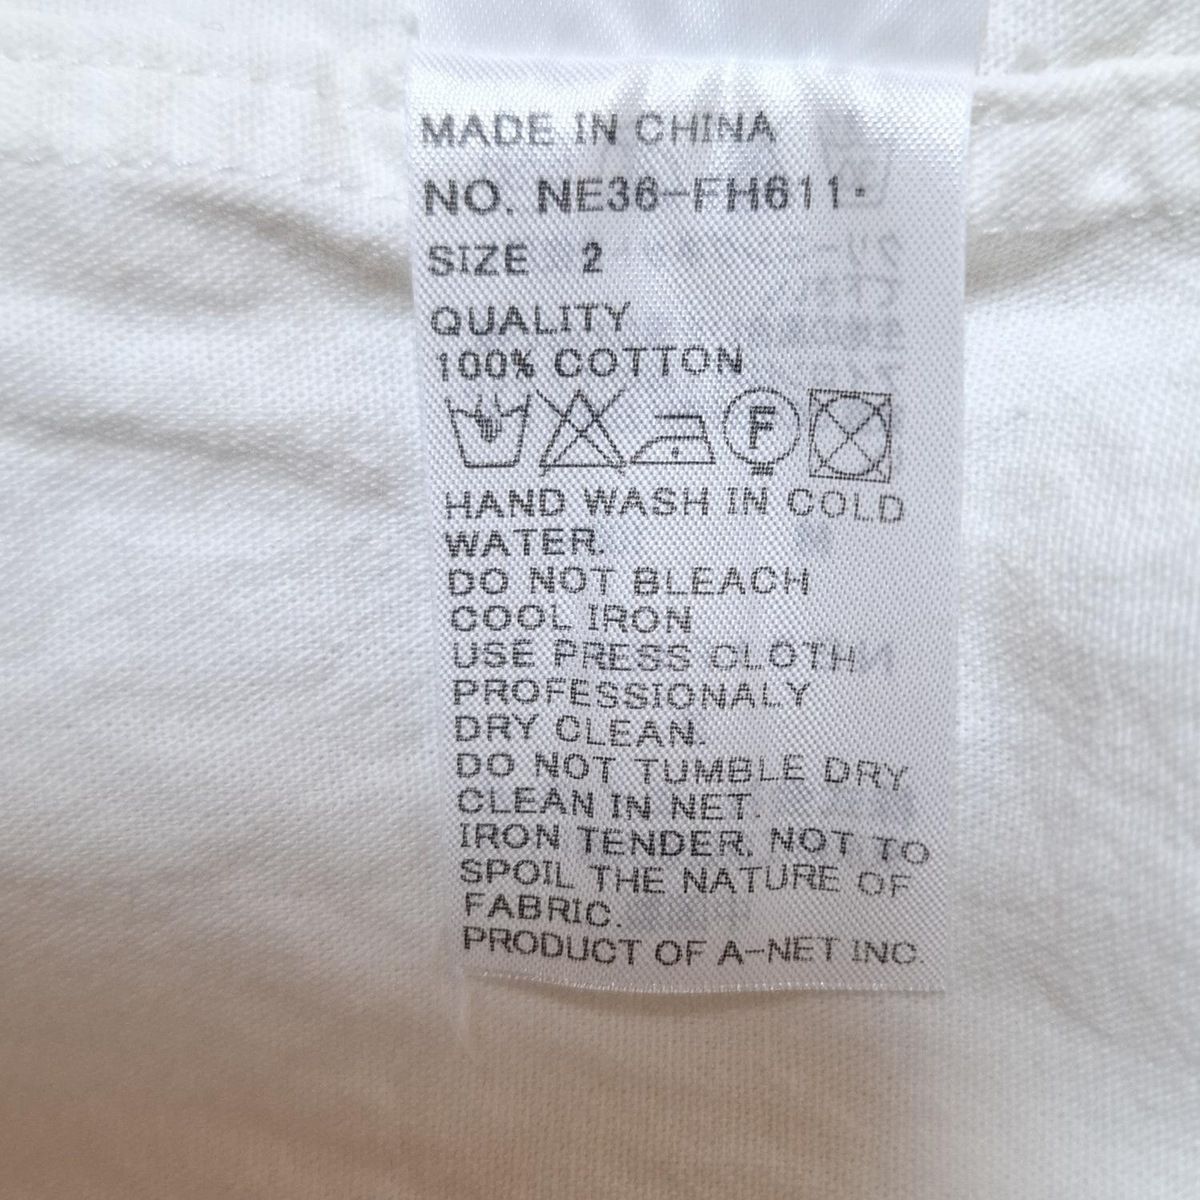 MADE IN CHINA
NO. NE36-FH611-
SIZE 2
QUALITY
100% COTTON
F
HAND WASH IN COLD
WATER.
DO NOT BLEACH
COOL IRON
USE PRESS CLOTH
PROFESSIONALY
DRY CLEAN.
DO NOT TUMBLE DRY
CLEAN IN NET.
IRON TENDER. NOT TO
SPOIL THE NATURE OF
FABRIC.
PRODUCT OF A-NET INC.